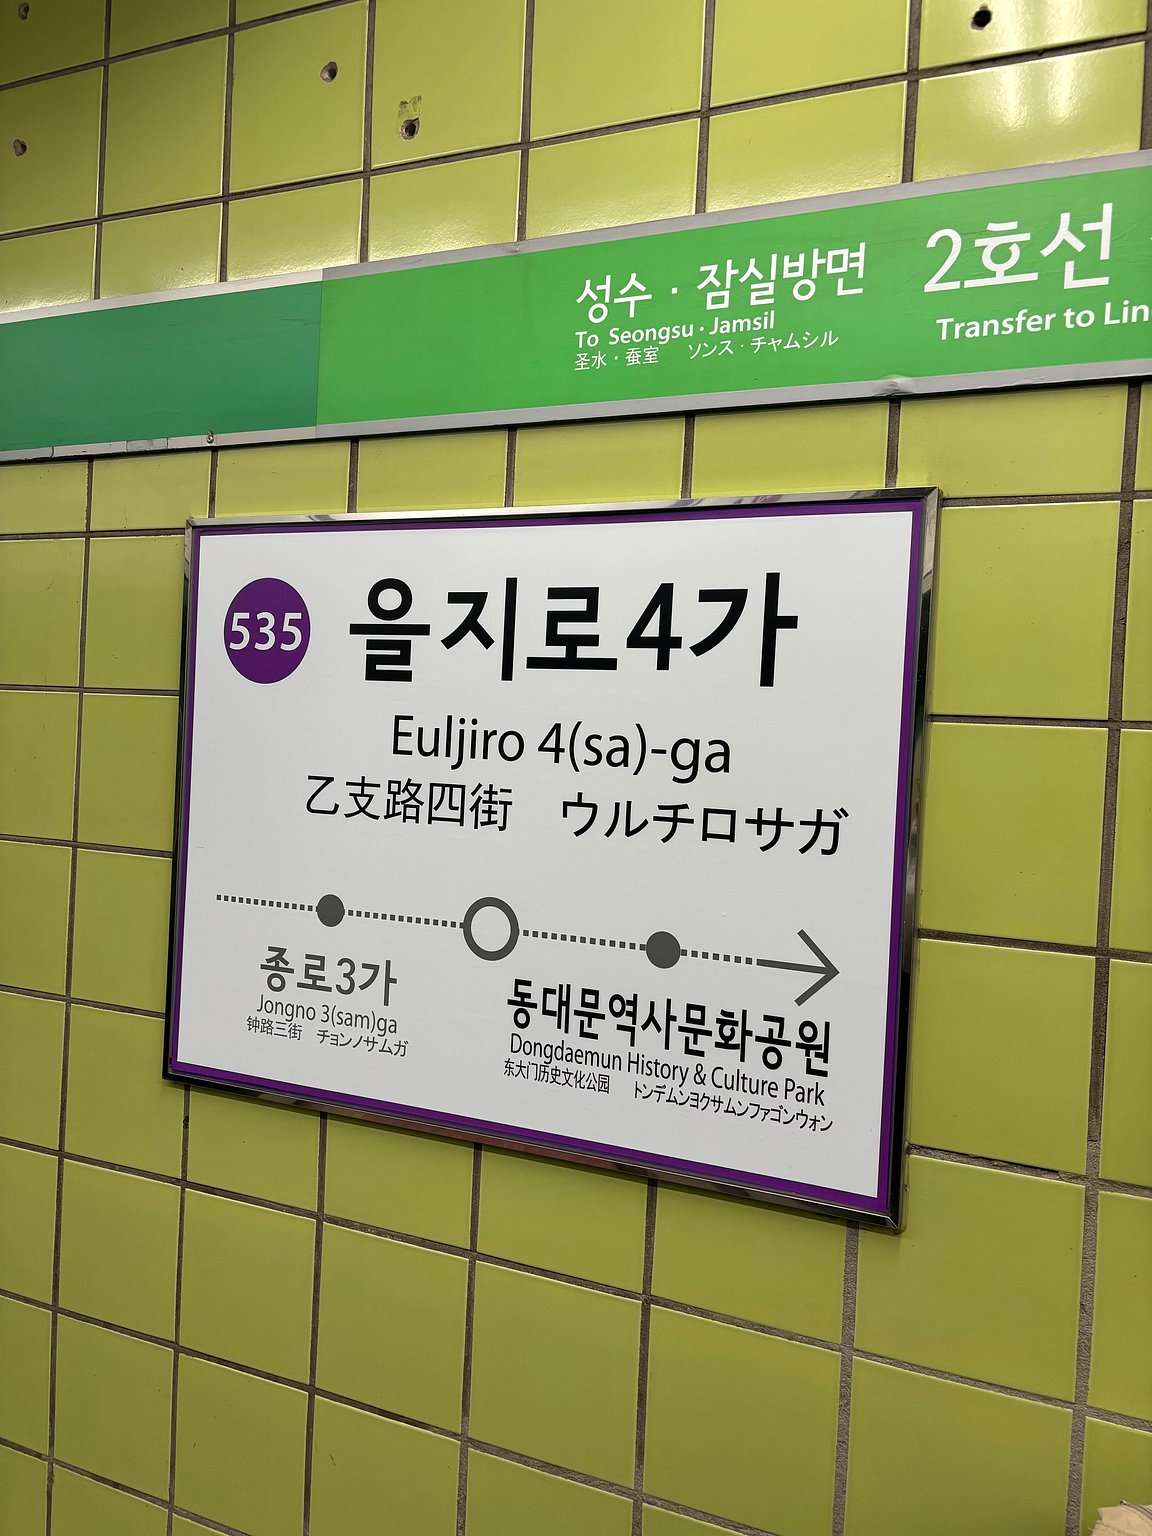 성수 · 잠실방면
To Seongsu · Jamsil
圣水 · 蚕室 ソンス · チャムシル
2호선
Transfer to
535
을지로4가
Euljiro 4(sa)-ga
乙支路四街 ウルチロサガ
종로3가
Jongno 3(sam)ga
钟路三街 チョンノサムガ
동대문역사문화공원
Dongdaemun History & Culture Park
东大门历史文化公园 トンデムンヨクサムンファゴンウォン